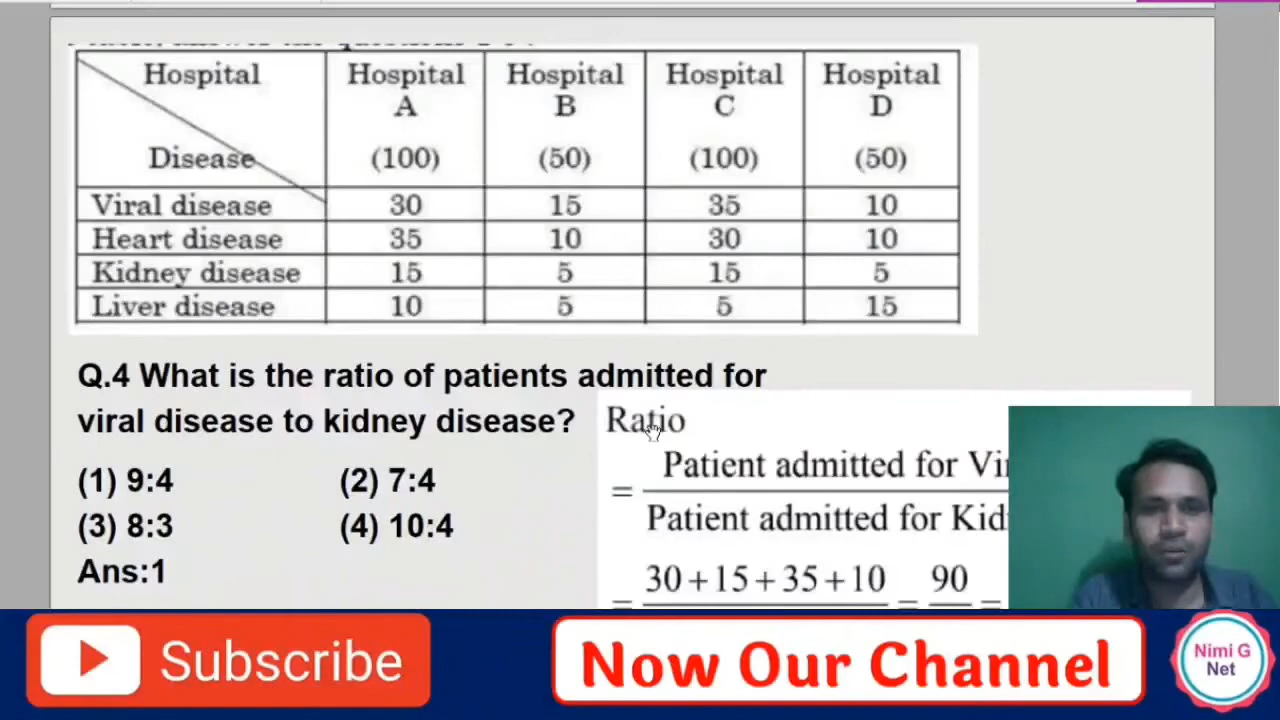 Hospital Hospital Hospital Hospital Hospital
A B C D
Disease (100) (50) (100) (50)
Viral disease 30 15 35 10
Heart disease 35 10 30 10
Kidney disease 15 5 15 5
Liver disease 10 5 5 15
Q.4 What is the ratio of patients admitted for
viral disease to kidney disease?
(1) 9:4 (2) 7:4
(3) 8:3 (4) 10:4
Ans:1
Ratio
= Patient admitted for
Patient admitted for
= 30 + 15 + 35 + 10 = 90 =
Subscribe
Now Our Channel
Nimi G
Net